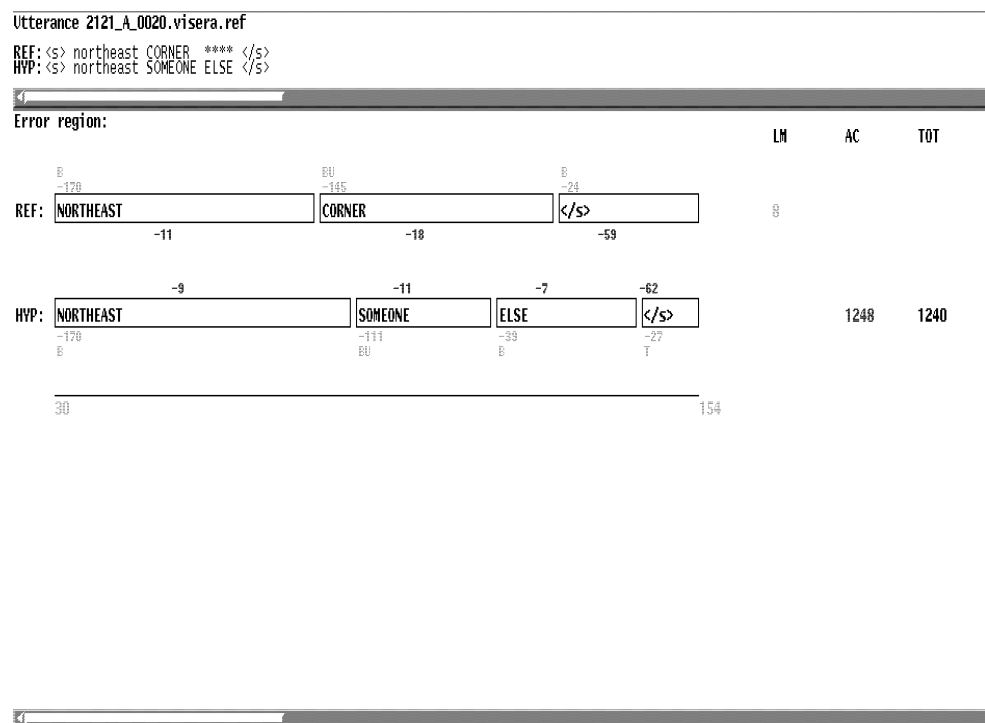 Utterance 2121_A_0020.visera.ref
REF: <s> northeast CORNER **** </s>
HYP: <s> northeast SOMEONE ELSE </s>
Error region:
LM AC TOT
B BU B
-170 -145 -24
REF: NORTHEAST CORNER </s> 8
-11 -18 -59
-9 -11 -7 -62
HYP: NORTHEAST SOMEONE ELSE </s> 1248 1240
-170 -111 -39 -27
B BU B T
30 154